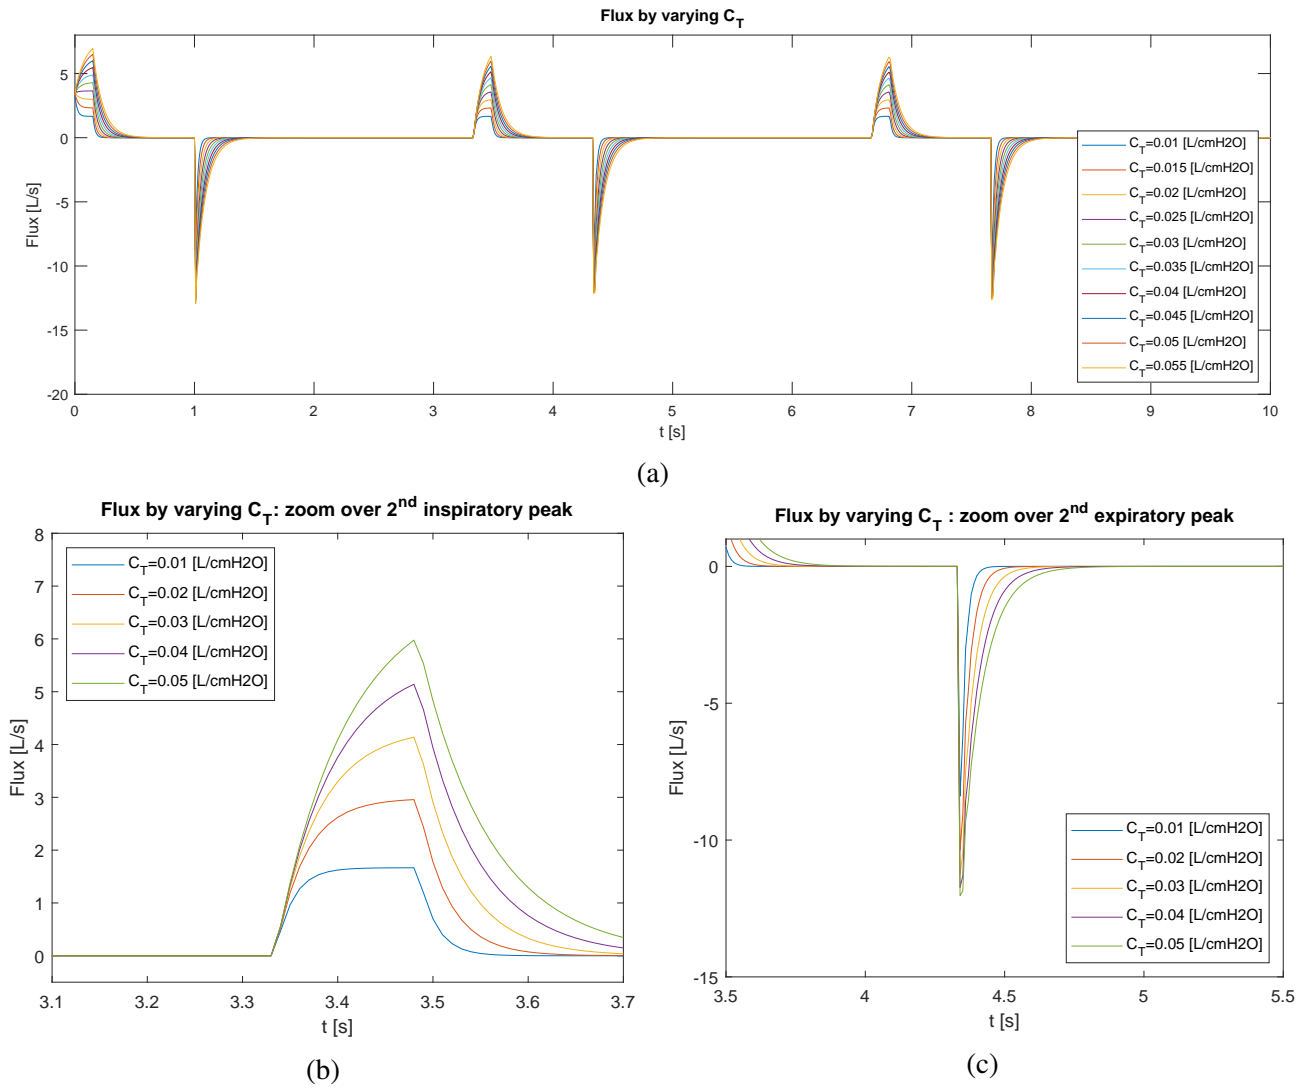 Flux by varying C_T
5
0
-5
-10
-15
-20
Flux [L/s]
0 1 2 3 4 5 6 7 8 9 10
t [s]
C_T=0.01 [L/cmH2O]
C_T=0.015 [L/cmH2O]
C_T=0.02 [L/cmH2O]
C_T=0.025 [L/cmH2O]
C_T=0.03 [L/cmH2O]
C_T=0.035 [L/cmH2O]
C_T=0.04 [L/cmH2O]
C_T=0.045 [L/cmH2O]
C_T=0.05 [L/cmH2O]
C_T=0.055 [L/cmH2O]
(a)
Flux by varying C_T: zoom over 2^nd inspiratory peak
8
7
6
5
4
3
2
1
0
Flux [L/s]
3.1 3.2 3.3 3.4 3.5 3.6 3.7
t [s]
C_T=0.01 [L/cmH2O]
C_T=0.02 [L/cmH2O]
C_T=0.03 [L/cmH2O]
C_T=0.04 [L/cmH2O]
C_T=0.05 [L/cmH2O]
(b)
Flux by varying C_T : zoom over 2^nd expiratory peak
0
-5
-10
-15
Flux [L/s]
3.5 4 4.5 5 5.5
t [s]
C_T=0.01 [L/cmH2O]
C_T=0.02 [L/cmH2O]
C_T=0.03 [L/cmH2O]
C_T=0.04 [L/cmH2O]
C_T=0.05 [L/cmH2O]
(c)